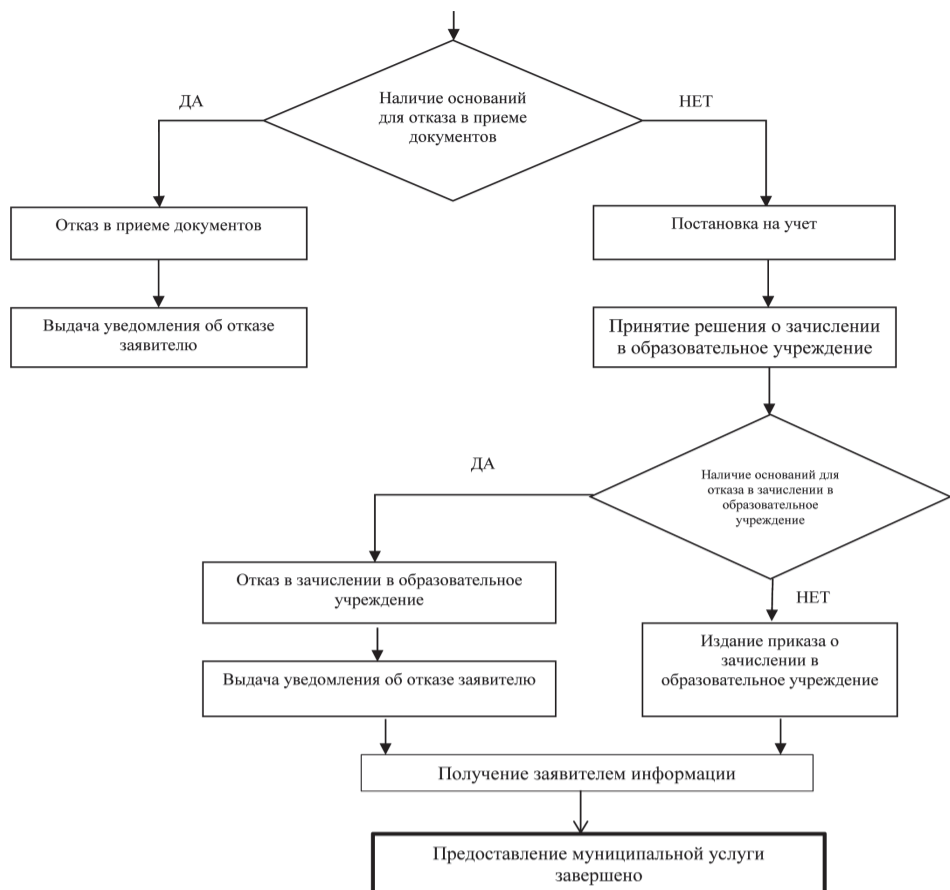 Наличие оснований
для отказа в приеме
документов
ДА
НЕТ
Отказ в приеме документов
Постановка на учет
Выдача уведомления об отказе
заявителю
Принятие решения о зачислении
в образовательное учреждение
ДА
Наличие оснований для
отказа в зачислении в
образовательное
учреждение
Отказ в зачислении в образовательное
учреждение
НЕТ
Выдача уведомления об отказе заявителю
Издание приказа о
зачислении в
образовательное учреждение
Получение заявителем информации
Предоставление муниципальной услуги
завершено